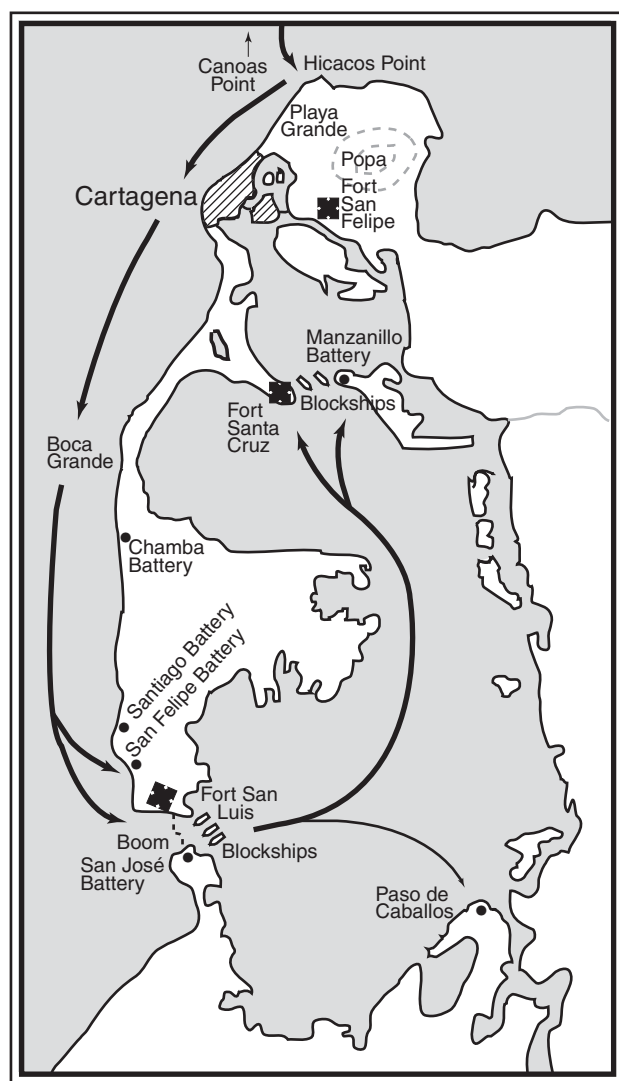 Canoas
Point
Hicacos Point
Playa
Grande
Popa
Cartagena
Fort
San
Felipe
Manzanillo
Battery
Fort
Santa
Cruz
Blockships
Boca
Grande
Chamba
Battery
Santiago Battery
San Felipe Battery
Fort San
Luis
Boom
Blockships
San José
Battery
Paso de
Caballos